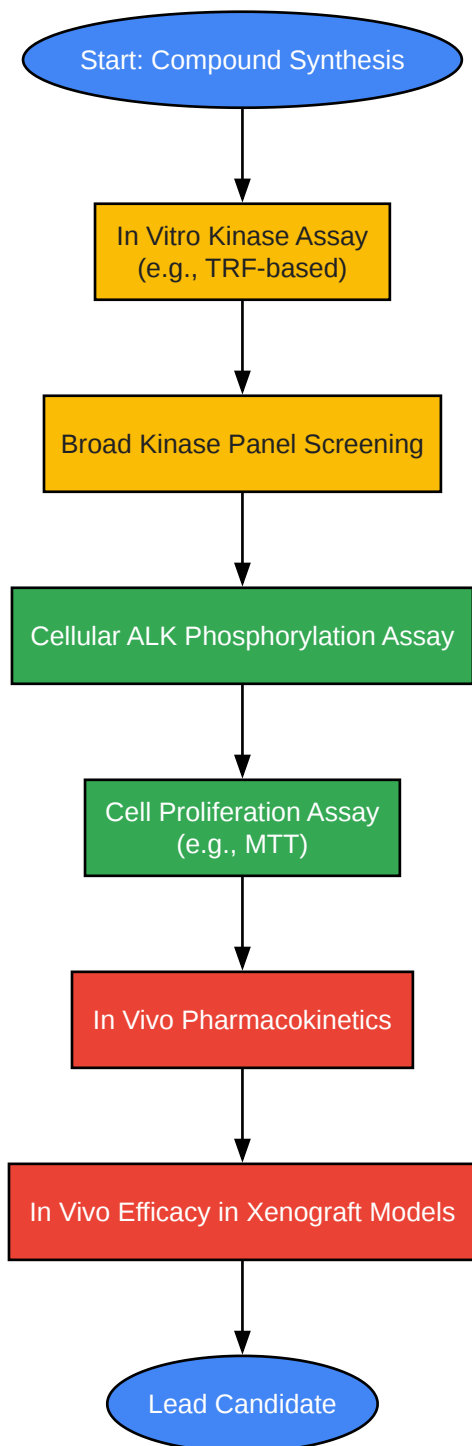 Start: Compound Synthesis
In Vitro Kinase Assay
(e.g., TRF-based)
Broad Kinase Panel Screening
Cellular ALK Phosphorylation Assay
Cell Proliferation Assay
(e.g., MTT)
In Vivo Pharmacokinetics
In Vivo Efficacy in Xenograft Models
Lead Candidate